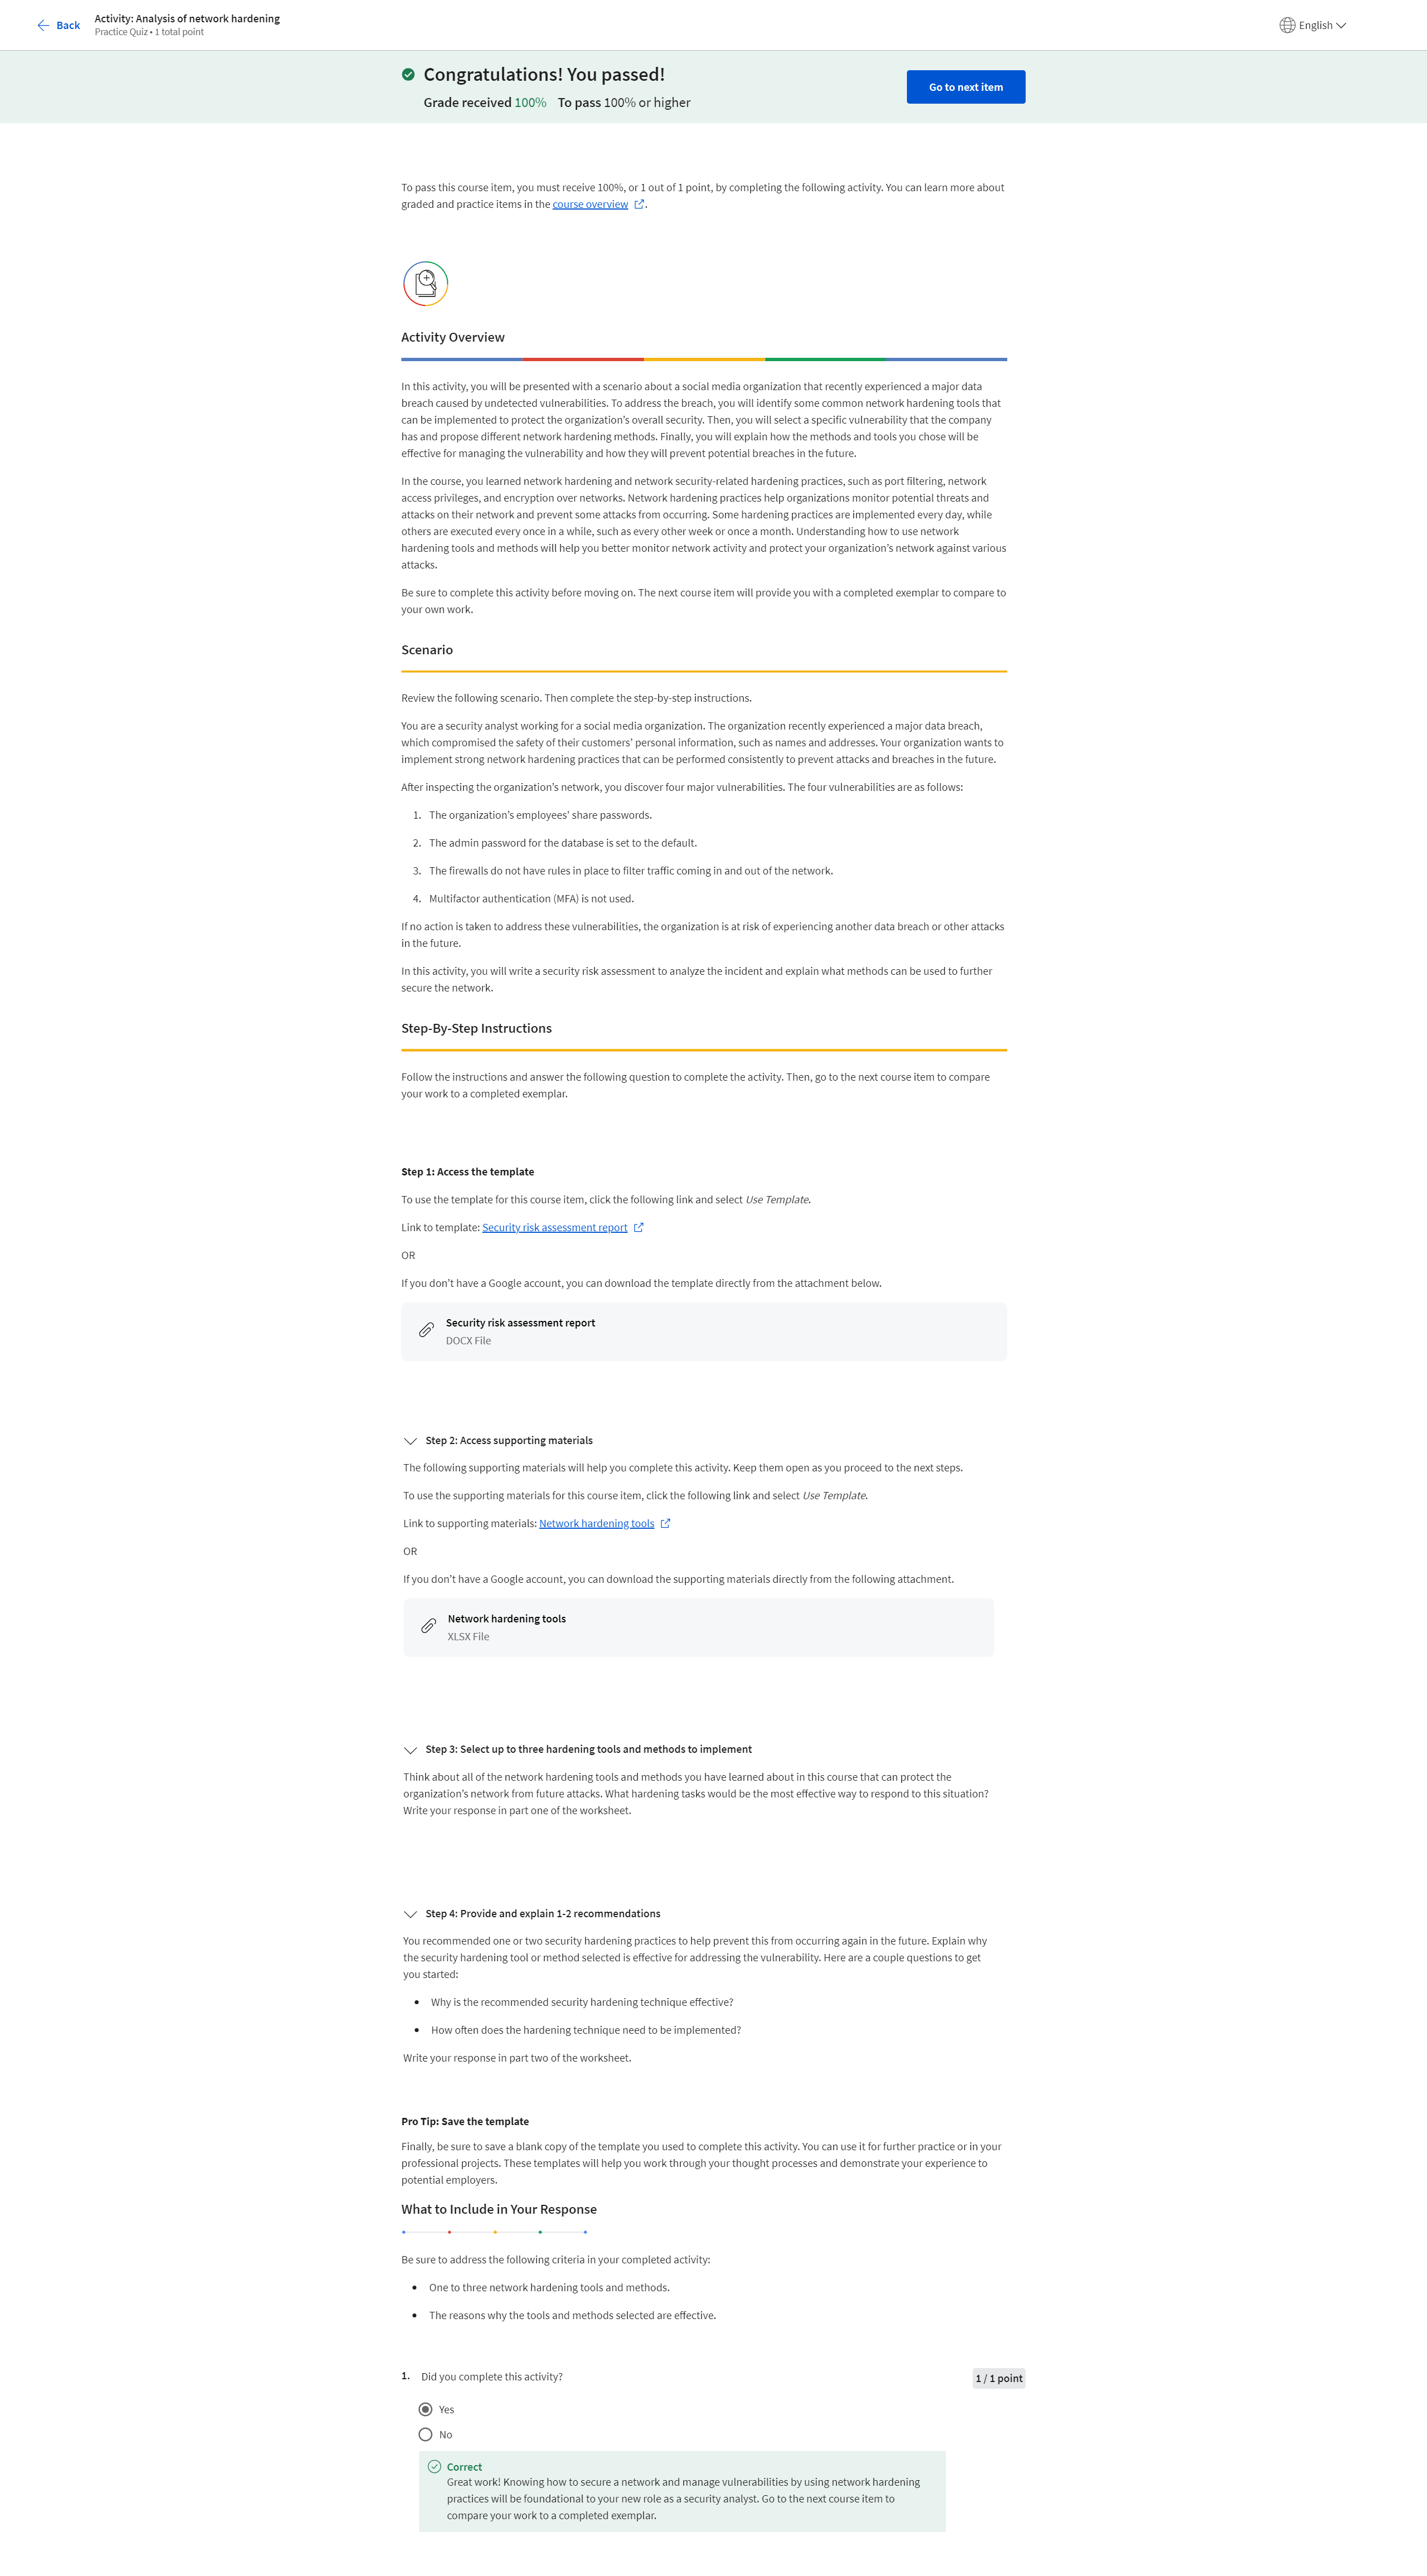 Back
Activity: Analysis of network hardening
Practice Quiz • 1 total point
English
Congratulations! You passed!
Grade received 100% To pass 100% or higher
Go to next item
To pass this course item, you must receive 100%, or 1 out of 1 point, by completing the following activity. You can learn more about
graded and practice items in the course overview.
Activity Overview
In this activity, you will be presented with a scenario about a social media organization that recently experienced a major data
breach caused by undetected vulnerabilities. To address the breach, you will identify some common network hardening tools that
can be implemented to protect the organization’s overall security. Then, you will select a specific vulnerability that the company
has and propose different network hardening methods. Finally, you will explain how the methods and tools you chose will be
effective for managing the vulnerability and how they will prevent potential breaches in the future.
In the course, you learned network hardening and network security-related hardening practices, such as port filtering, network
access privileges, and encryption over networks. Network hardening practices help organizations monitor potential threats and
attacks on their network and prevent some attacks from occurring. Some hardening practices are implemented every day, while
others are executed every once in a while, such as every other week or once a month. Understanding how to use network
hardening tools and methods will help you better monitor network activity and protect your organization’s network against various
attacks.
Be sure to complete this activity before moving on. The next course item will provide you with a completed exemplar to compare to
your own work.
Scenario
Review the following scenario. Then complete the step-by-step instructions.
You are a security analyst working for a social media organization. The organization recently experienced a major data breach,
which compromised the safety of their customers’ personal information, such as names and addresses. Your organization wants to
implement strong network hardening practices that can be performed consistently to prevent attacks and breaches in the future.
After inspecting the organization’s network, you discover four major vulnerabilities. The four vulnerabilities are as follows:
1. The organization’s employees' share passwords.
2. The admin password for the database is set to the default.
3. The firewalls do not have rules in place to filter traffic coming in and out of the network.
4. Multifactor authentication (MFA) is not used.
If no action is taken to address these vulnerabilities, the organization is at risk of experiencing another data breach or other attacks
in the future.
In this activity, you will write a security risk assessment to analyze the incident and explain what methods can be used to further
secure the network.
Step-By-Step Instructions
Follow the instructions and answer the following question to complete the activity. Then, go to the next course item to compare
your work to a completed exemplar.
Step 1: Access the template
To use the template for this course item, click the following link and select Use Template.
Link to template: Security risk assessment report
OR
If you don’t have a Google account, you can download the template directly from the attachment below.
Security risk assessment report
DOCX File
Step 2: Access supporting materials
The following supporting materials will help you complete this activity. Keep them open as you proceed to the next steps.
To use the supporting materials for this course item, click the following link and select Use Template.
Link to supporting materials: Network hardening tools
OR
If you don’t have a Google account, you can download the supporting materials directly from the following attachment.
Network hardening tools
XLSX File
Step 3: Select up to three hardening tools and methods to implement
Think about all of the network hardening tools and methods you have learned about in this course that can protect the
organization’s network from future attacks. What hardening tasks would be the most effective way to respond to this situation?
Write your response in part one of the worksheet.
Step 4: Provide and explain 1-2 recommendations
You recommended one or two security hardening practices to help prevent this from occurring again in the future. Explain why
the security hardening tool or method selected is effective for addressing the vulnerability. Here are a couple questions to get
you started:
• Why is the recommended security hardening technique effective?
• How often does the hardening technique need to be implemented?
Write your response in part two of the worksheet.
Pro Tip: Save the template
Finally, be sure to save a blank copy of the template you used to complete this activity. You can use it for further practice or in your
professional projects. These templates will help you work through your thought processes and demonstrate your experience to
potential employers.
What to Include in Your Response
Be sure to address the following criteria in your completed activity:
• One to three network hardening tools and methods.
• The reasons why the tools and methods selected are effective.
1. Did you complete this activity?
1 / 1 point
Yes
No
Correct
Great work! Knowing how to secure a network and manage vulnerabilities by using network hardening
practices will be foundational to your new role as a security analyst. Go to the next course item to
compare your work to a completed exemplar.